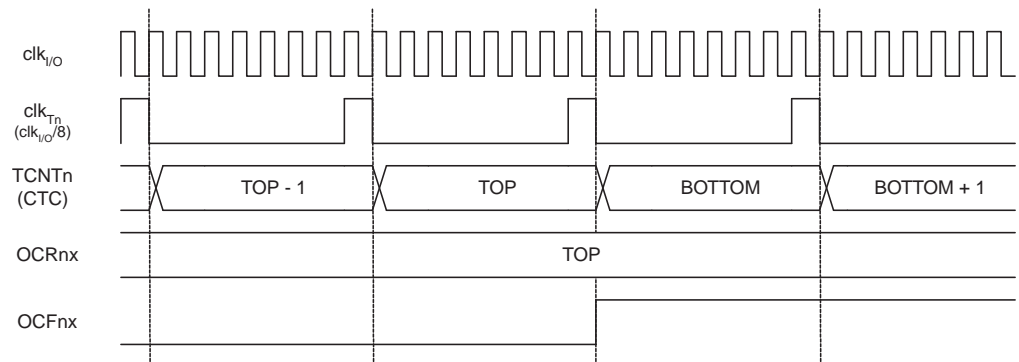 clkI/O
clkTn
(clkI/O/8)
TCNTn
(CTC)
TOP - 1
TOP
BOTTOM
BOTTOM + 1
OCRnx
TOP
OCFnx